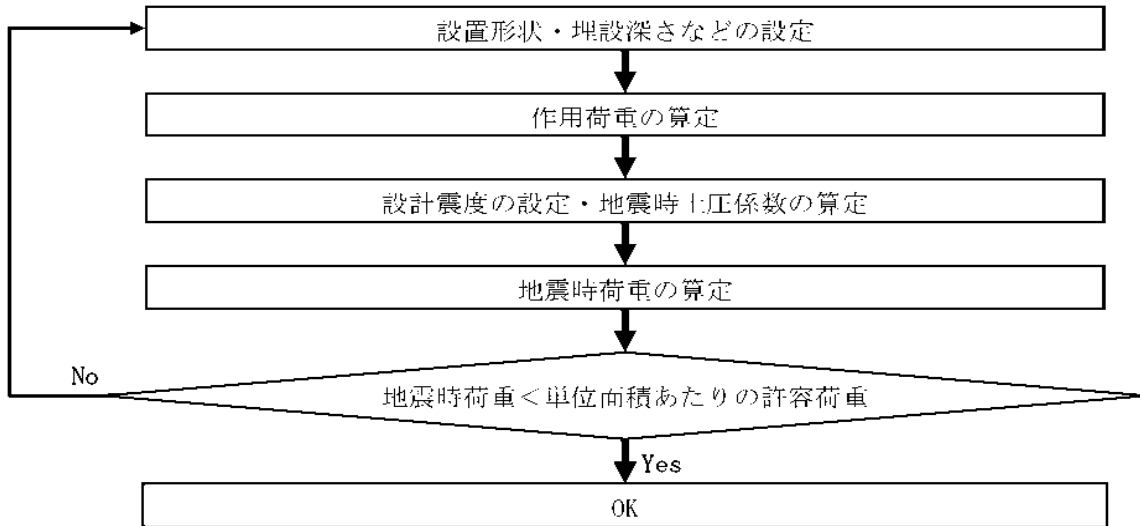 設置形状・埋設深さなどの設定
作用荷重の算定
設計震度の設定・地震時土圧係数の算定
地震時荷重の算定
No
地震時荷重＜単位面積あたりの許容荷重
Yes
OK